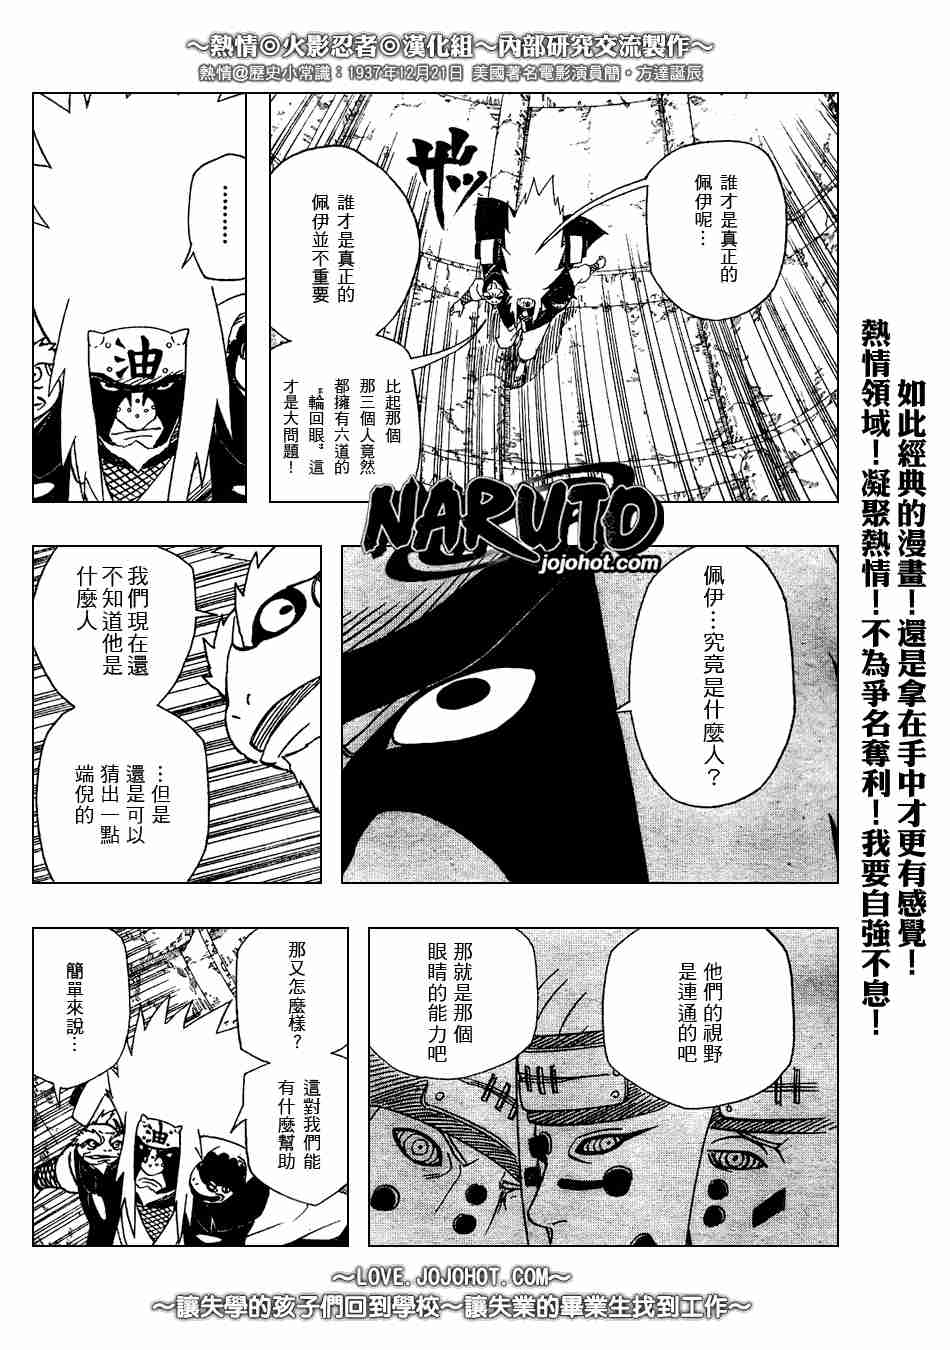 ～熱情◎火影忍者◎漢化組～內部研究交流製作～
熱情@歷史小常識：1937年12月21日 美國著名電影演員簡·方達誕辰
誰才是真正的
佩伊呢…
ザッ
誰才是真正的
佩伊並不重要
比起那個
那三個人竟然
都擁有六道的
〝輪回眼〞這
才是大問題！
………
油
NARUTO
jojohot.com
佩伊…究竟是什麼人？
我們現在還
不知道他是
什麼人
…但是
還是可以
猜出一點
端倪的
他們的視野
是連通的吧
那就是那個
眼睛的能力吧
那又怎麼樣？
這對我們能
有什麼幫助
簡單來說…
油
如此經典的漫畫！還是拿在手中才更有感覺！
熱情領域！凝聚熱情！不為爭名奪利！我要自強不息！
～LOVE.JOJOHOT.COM～
～讓失學的孩子們回到學校～讓失業的畢業生找到工作～